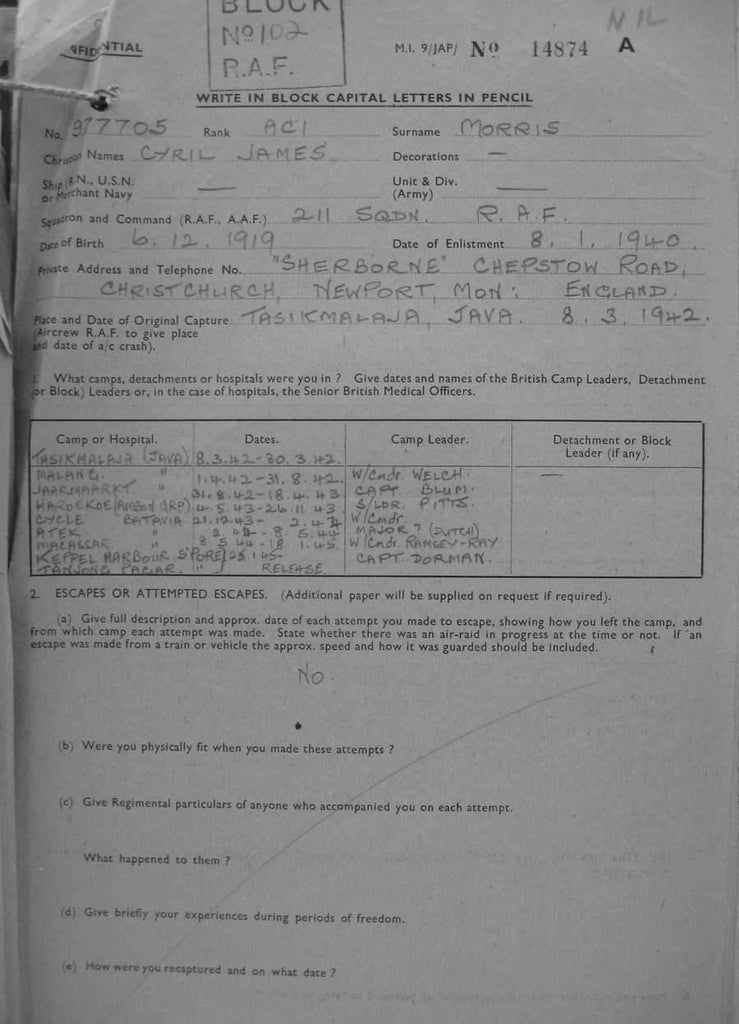 BLOCK
No 102
R.A.F.
NIL
M.I. 9/JAP/ No 14874 A
WRITE IN BLOCK CAPITAL LETTERS IN PENCIL
No. 977705 Rank AC1 Surname MORRIS
Christian Names CYRIL JAMES Decorations —
Ship R.N., U.S.N. or Merchant Navy — Unit & Div. (Army) —
Squadron and Command (R.A.F., A.A.F.) 211 SQDN. R.A.F.
Date of Birth 6.12.1919 Date of Enlistment 8.1.1940.
Private Address and Telephone No. "SHERBORNE" CHEPSTOW ROAD,
CHRISTCHURCH, NEWPORT, MON: ENGLAND.
Place and Date of Original Capture TASIKMALAJA, JAVA. 8.3.1942.
(Aircrew R.A.F. to give place
and date of a/c crash).
1. What camps, detachments or hospitals were you in ? Give dates and names of the British Camp Leaders, Detachment
(or Block) Leaders or, in the case of hospitals, the Senior British Medical Officers.
Camp or Hospital. Dates. Camp Leader. Detachment or Block Leader (if any).
TASIKMALAJA (JAVA) 8.3.42-30.3.42.
MALANG. " 1.4.42-31.8.42. W/Cmdr. WELCH. —
JAARMAARKT " 31.8.42-18.4.43 CAPT. BLUM.
HAROEKOE (AMBON GRP) 4.5.43-26.11.43 S/LDR. PITTS.
CYCLE BATAVIA 21.12.43- 2.44 W/Cmdr.
ATEK " 2.44-8.5.44 MAJOR ? (DUTCH).
MACASSAR " 8.5.44-18.1.45. W/Cmdr. RAMSEY-RAY
KEPPEL HARBOUR S'PORE 25.1.45- CAPT DORMAN.
TANJONG PAGAR. " RELEASE
2. ESCAPES OR ATTEMPTED ESCAPES. (Additional paper will be supplied on request if required).
(a) Give full description and approx. date of each attempt you made to escape, showing how you left the camp, and
from which camp each attempt was made. State whether there was an air-raid in progress at the time or not. If an
escape was made from a train or vehicle the approx. speed and how it was guarded should be included.
No.
(b) Were you physically fit when you made these attempts ?
(c) Give Regimental particulars of anyone who accompanied you on each attempt.
What happened to them ?
(d) Give briefly your experiences during periods of freedom.
(e) How were you recaptured and on what date ?